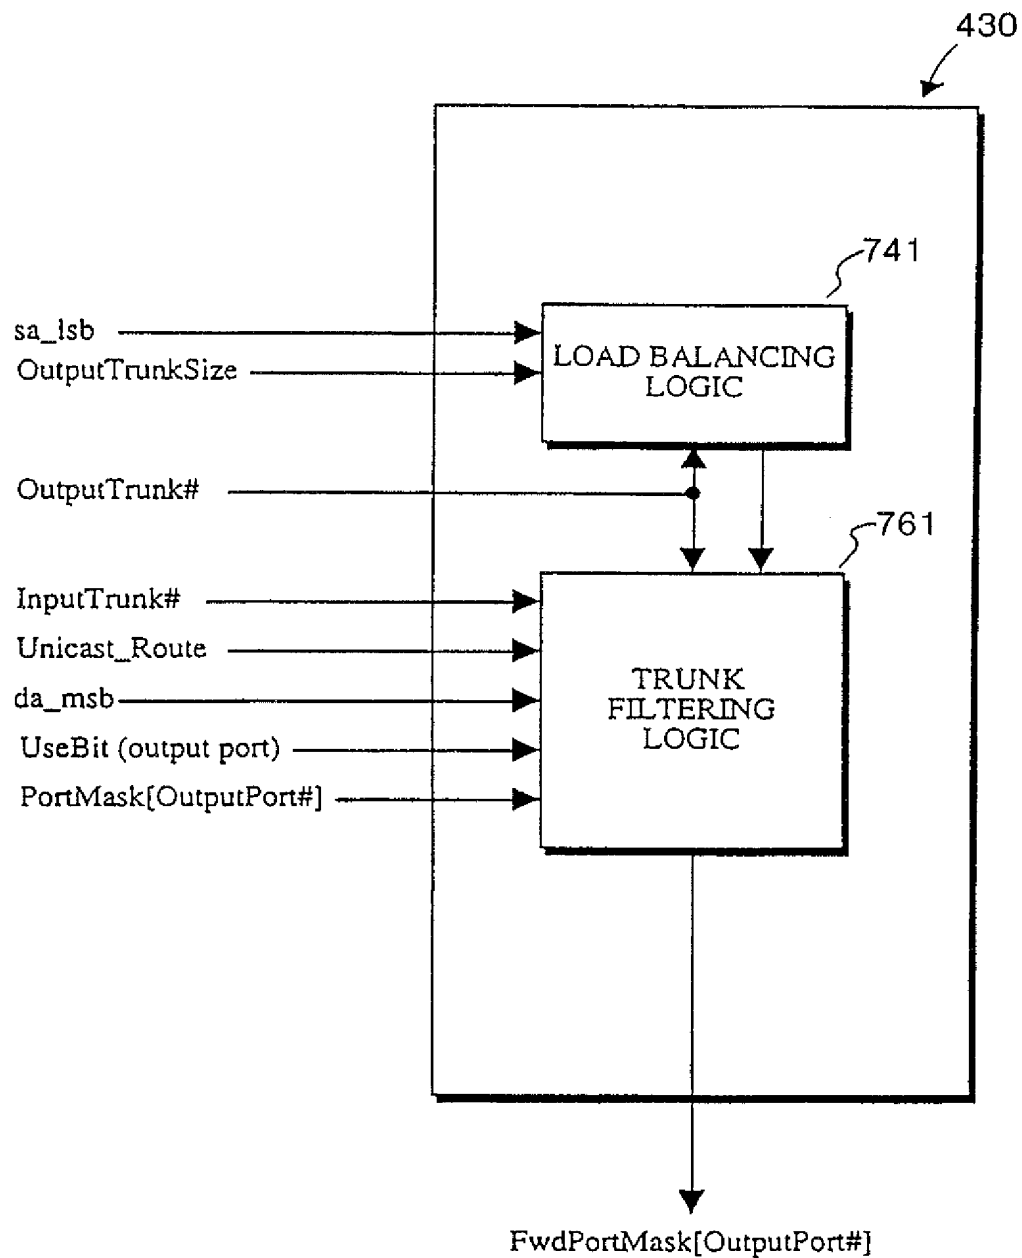 430
741
sa_lsb
OutputTrunkSize
LOAD BALANCING
LOGIC
OutputTrunk#
761
InputTrunk#
Unicast_Route
da_msb
UseBit (output port)
PortMask[OutputPort#]
TRUNK
FILTERING
LOGIC
FwdPortMask[OutputPort#]